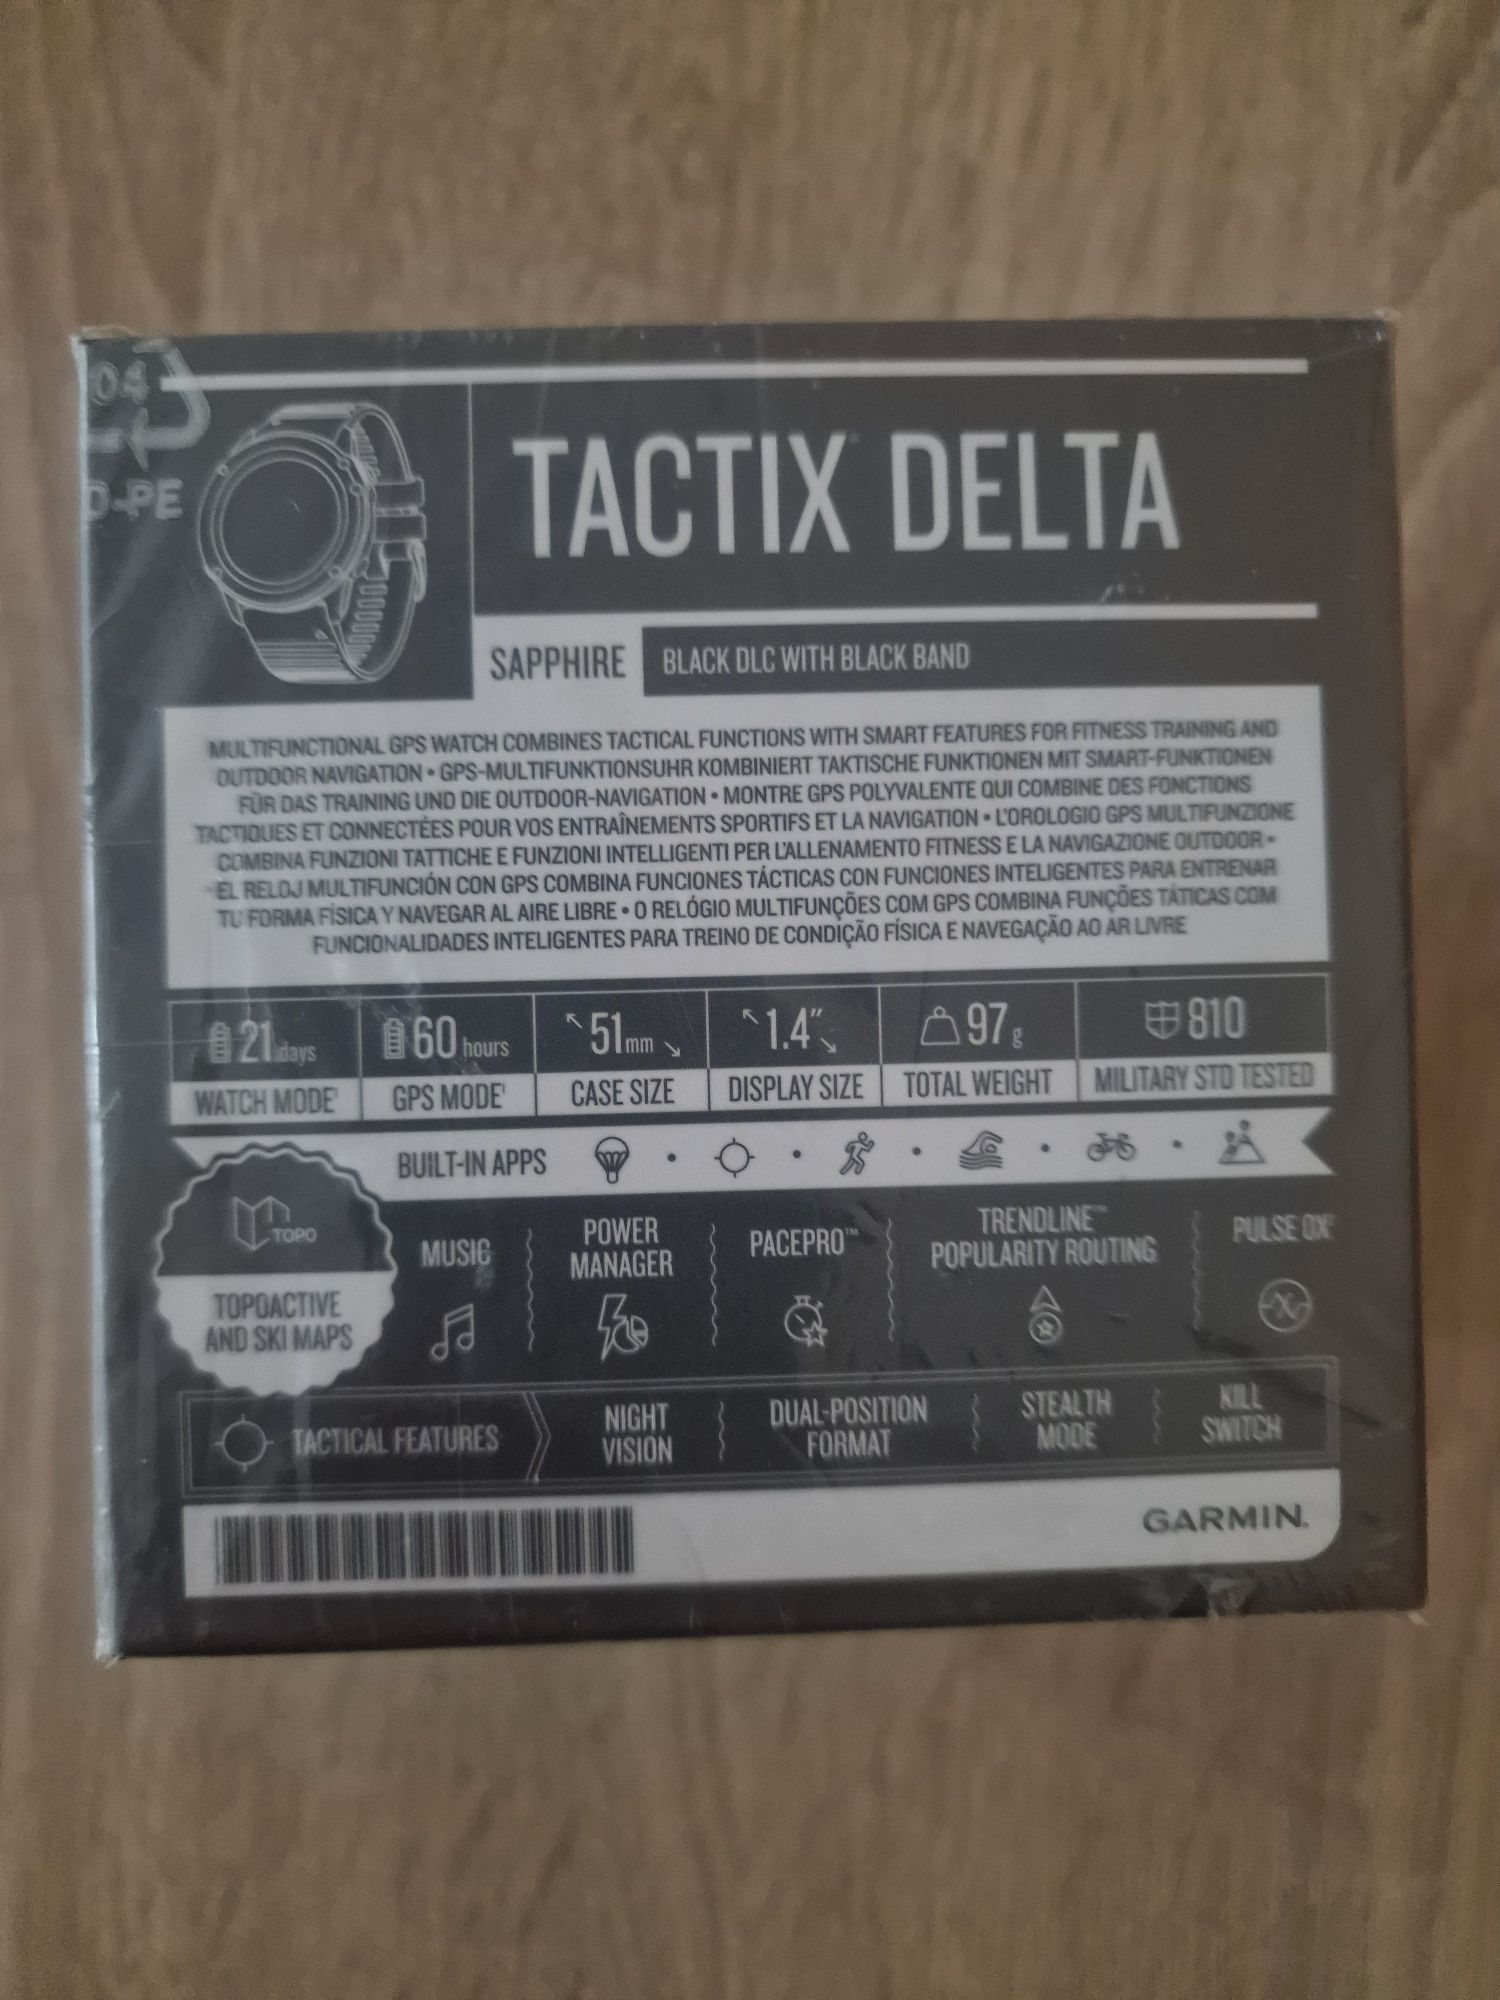 04
TACTIX DELTA
SAPPHIRE BLACK DLC WITH BLACK BAND
MULTIFUNCTIONAL GPS WATCH COMBINES TACTICAL FUNCTIONS WITH SMART FEATURES FOR FITNESS TRAINING AND
OUTDOOR NAVIGATION • GPS-MULTIFUNKTIONSUHR KOMBINIERT TAKTISCHE FUNKTIONEN MIT SMART-FUNKTIONEN
FÜR DAS TRAINING UND DIE OUTDOOR-NAVIGATION • MONTRE GPS POLYVALENTE QUI COMBINE DES FONCTIONS
TACTIQUES ET CONNECTÉES POUR VOS ENTRAÎNEMENTS SPORTIFS ET LA NAVIGATION • L'OROLOGIO GPS MULTIFUNZIONE
COMBINA FUNZIONI TATTICHE E FUNZIONI INTELLIGENTI PER L'ALLENAMENTO FITNESS E LA NAVIGAZIONE OUTDOOR •
EL RELOJ MULTIFUNCIÓN CON GPS COMBINA FUNCIONES TÁCTICAS CON FUNCIONES INTELIGENTES PARA ENTRENAR
TU FORMA FÍSICA Y NAVEGAR AL AIRE LIBRE • O RELÓGIO MULTIFUNÇÕES COM GPS COMBINA FUNÇÕES TÁTICAS COM
FUNCIONALIDADES INTELIGENTES PARA TREINO DE CONDIÇÃO FÍSICA E NAVEGAÇÃO AO AR LIVRE
21 days
WATCH MODE¹
60 hours
GPS MODE¹
51mm
CASE SIZE
1.4"
DISPLAY SIZE
97 g
TOTAL WEIGHT
810
MILITARY STD TESTED
BUILT-IN APPS
TOPO
TOPOACTIVE
AND SKI MAPS
MUSIC
POWER
MANAGER
PACEPRO™
TRENDLINE™
POPULARITY ROUTING
PULSE OX
TACTICAL FEATURES
NIGHT
VISION
DUAL-POSITION
FORMAT
STEALTH
MODE
KILL
SWITCH
GARMIN.